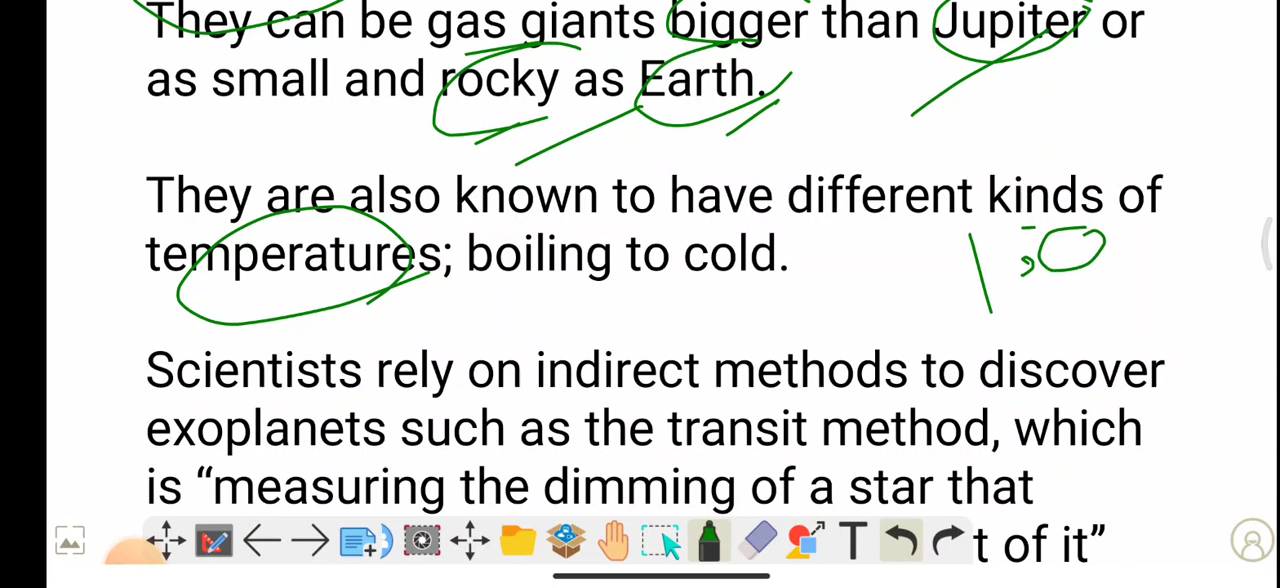 They can be gas giants bigger than Jupiter or
as small and rocky as Earth.
They are also known to have different kinds of
temperatures; boiling to cold.
Scientists rely on indirect methods to discover
exoplanets such as the transit method, which
is “measuring the dimming of a star that
t of it”